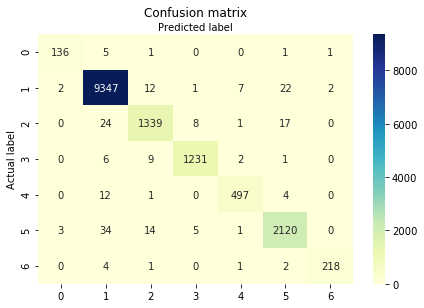 Confusion matrix
Predicted label
0 136 5 1 0 0 1 1
1 2 9347 12 1 7 22 2
2 0 24 1339 8 1 17 0
3 0 6 9 1231 2 1 0
4 0 12 1 0 497 4 0
5 3 34 14 5 1 2120 0
6 0 4 1 0 1 2 218
0 1 2 3 4 5 6
Actual label
8000
6000
4000
2000
0